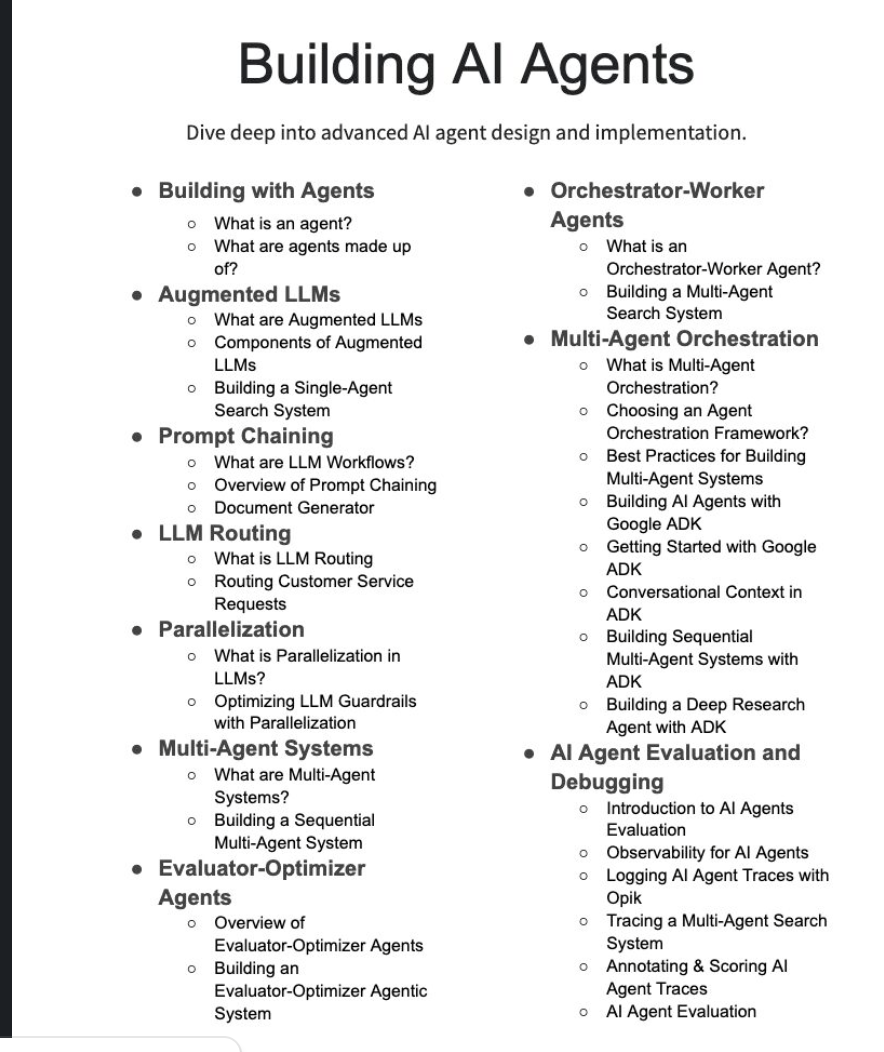 Building AI Agents
Dive deep into advanced AI agent design and implementation.
● Building with Agents
○ What is an agent?
○ What are agents made up
of?
● Augmented LLMs
○ What are Augmented LLMs
○ Components of Augmented
LLMs
○ Building a Single-Agent
Search System
● Prompt Chaining
○ What are LLM Workflows?
○ Overview of Prompt Chaining
○ Document Generator
● LLM Routing
○ What is LLM Routing
○ Routing Customer Service
Requests
● Parallelization
○ What is Parallelization in
LLMs?
○ Optimizing LLM Guardrails
with Parallelization
● Multi-Agent Systems
○ What are Multi-Agent
Systems?
○ Building a Sequential
Multi-Agent System
● Evaluator-Optimizer
Agents
○ Overview of
Evaluator-Optimizer Agents
○ Building an
Evaluator-Optimizer Agentic
System
● Orchestrator-Worker
Agents
○ What is an
Orchestrator-Worker Agent?
○ Building a Multi-Agent
Search System
● Multi-Agent Orchestration
○ What is Multi-Agent
Orchestration?
○ Choosing an Agent
Orchestration Framework?
○ Best Practices for Building
Multi-Agent Systems
○ Building AI Agents with
Google ADK
○ Getting Started with Google
ADK
○ Conversational Context in
ADK
○ Building Sequential
Multi-Agent Systems with
ADK
○ Building a Deep Research
Agent with ADK
● AI Agent Evaluation and
Debugging
○ Introduction to AI Agents
Evaluation
○ Observability for AI Agents
○ Logging AI Agent Traces with
Opik
○ Tracing a Multi-Agent Search
System
○ Annotating & Scoring AI
Agent Traces
○ AI Agent Evaluation